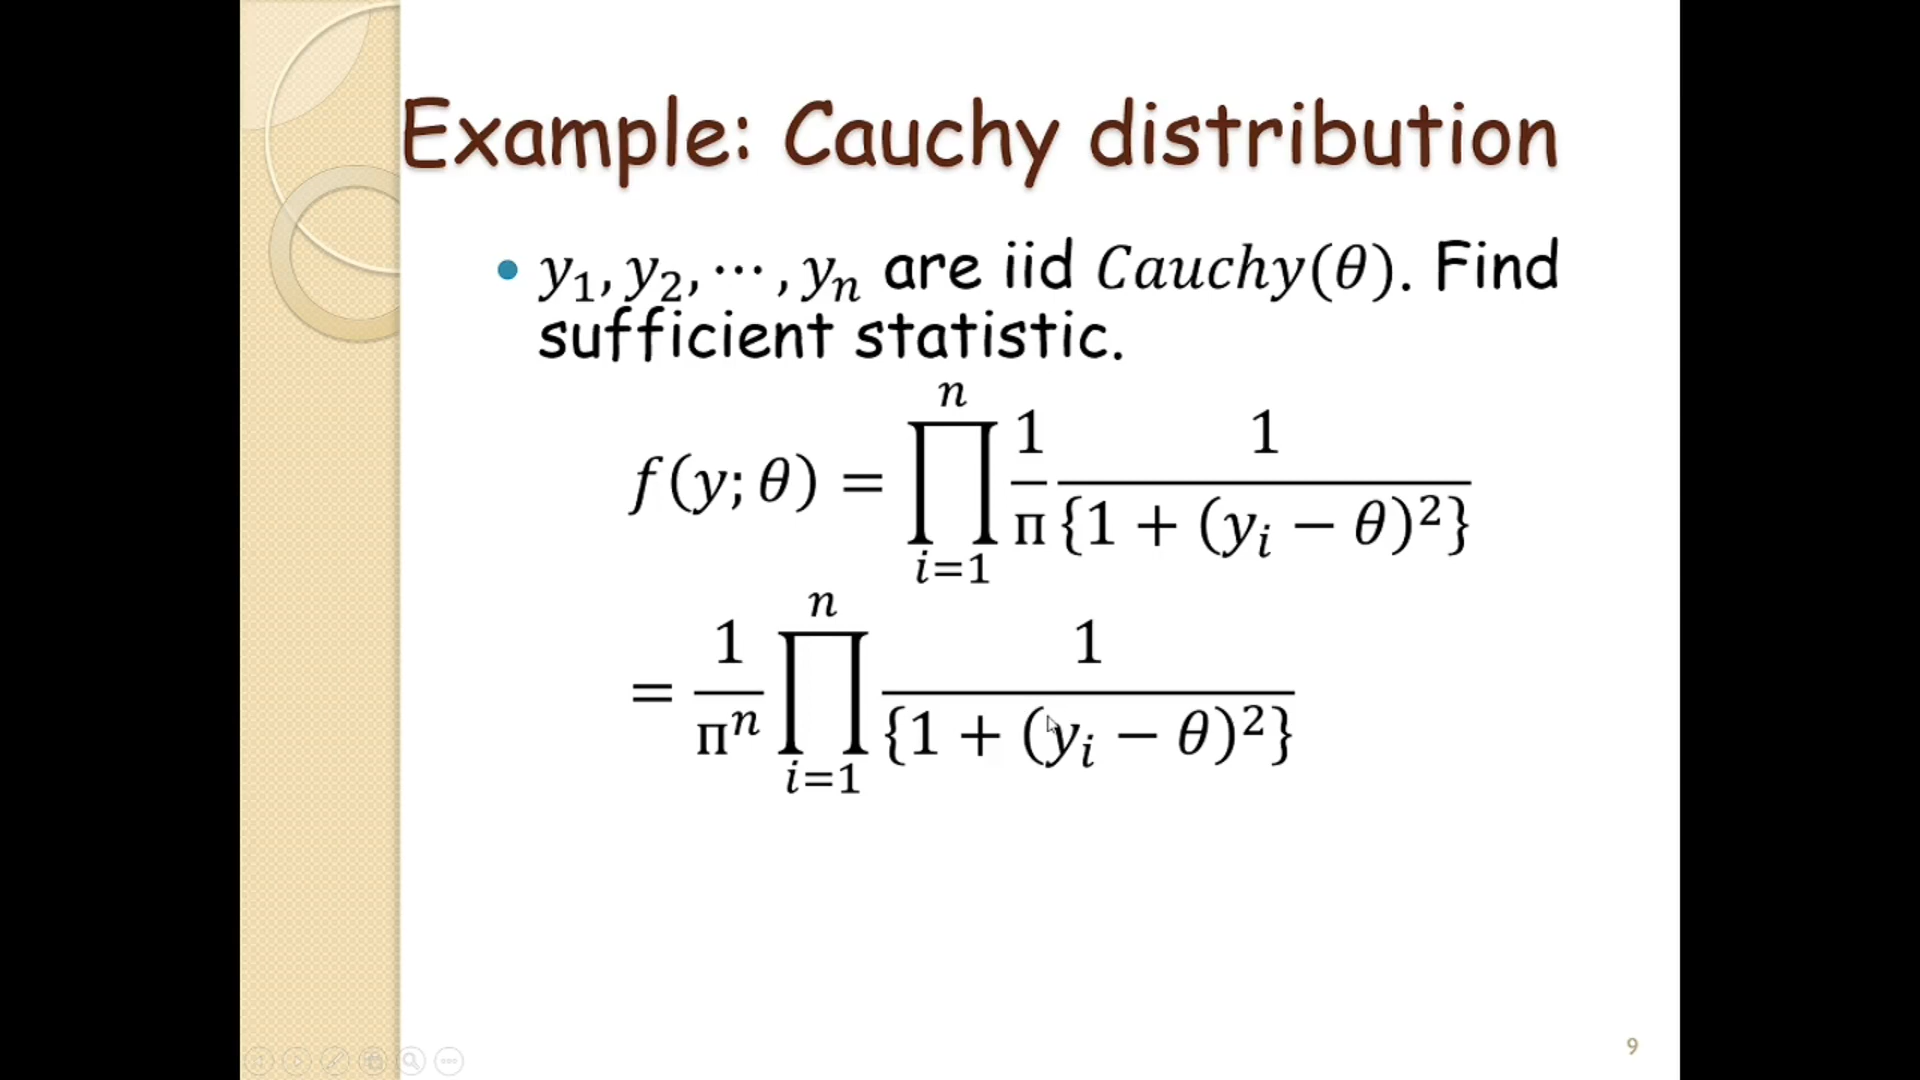 Example: Cauchy distribution
• y₁, y₂, ⋯ , yₙ are iid Cauchy(θ). Find
sufficient statistic.
f(y; θ) = ∏ᵢ₌₁ⁿ 1/п 1/{1 + (yᵢ − θ)²}
= 1/пⁿ ∏ᵢ₌₁ⁿ 1/{1 + (yᵢ − θ)²}
9